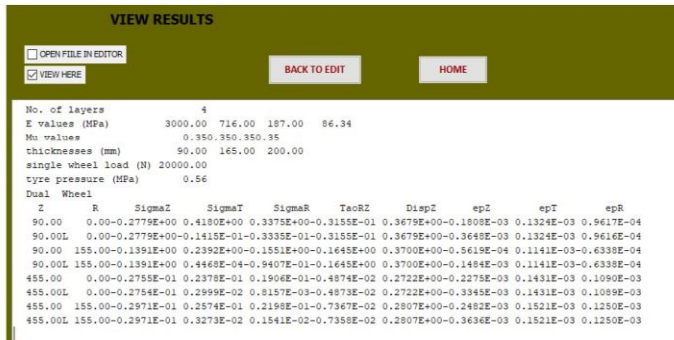 VIEW RESULTS
OPEN FIILE IN EDITOR
VIEW HERE
BACK TO EDIT
HOME
No. of layers 4
E values (MPa) 3000.00 716.00 187.00 86.34
Mu values 0.350.350.350.35
thicknesses (mm) 90.00 165.00 200.00
single wheel load (N) 20000.00
tyre pressure (MPa) 0.56
Dual Wheel
Z R SigmaZ SigmaT SigmaR TaoRZ DispZ epZ epT epR
90.00 0.00-0.2779E+00 0.4180E+00 0.3375E+00-0.3155E-01 0.3679E+00-0.1808E-03 0.1324E-03 0.9617E-04
90.00L 0.00-0.2779E+00-0.1415E-01-0.3335E-01-0.3155E-01 0.3679E+00-0.3648E-03 0.1324E-03 0.9616E-04
90.00 155.00-0.1391E+00 0.2392E+00-0.1551E+00-0.1645E+00 0.3700E+00-0.5619E-04 0.1141E-03-0.6338E-04
90.00L 155.00-0.1391E+00 0.4468E-04-0.9407E-01-0.1645E+00 0.3700E+00-0.1484E-03 0.1141E-03-0.6338E-04
455.00 0.00-0.2755E-01 0.2378E-01 0.1906E-01-0.4874E-02 0.2722E+00-0.2275E-03 0.1431E-03 0.1090E-03
455.00L 0.00-0.2754E-01 0.2999E-02 0.8157E-03-0.4873E-02 0.2722E+00-0.3345E-03 0.1431E-03 0.1089E-03
455.00 155.00-0.2971E-01 0.2574E-01 0.2198E-01-0.7367E-02 0.2807E+00-0.2482E-03 0.1521E-03 0.1250E-03
455.00L 155.00-0.2971E-01 0.3273E-02 0.1541E-02-0.7358E-02 0.2807E+00-0.3636E-03 0.1521E-03 0.1250E-03